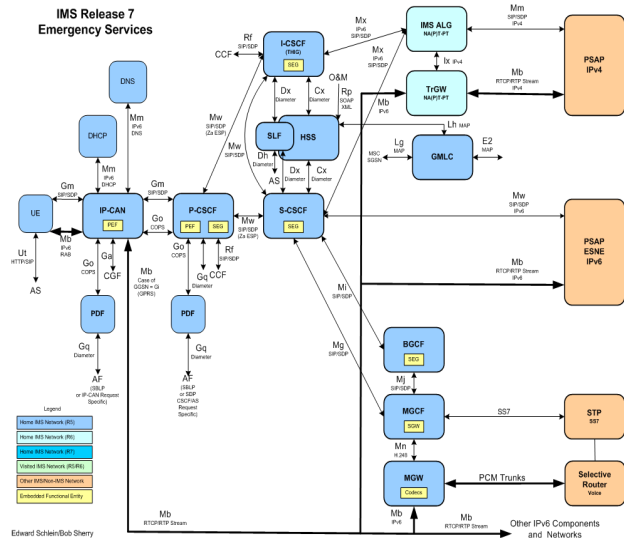 IMS Release 7
Emergency Services
Rf
SIP/SDP
CCF
I-CSCF
(THIG)
SEG
Mx
IPv6
SIP/SDP
Mx
IPv6
SIP/SDP
IMS ALG
NA(P)T-PT
Mm
SIP/SDP
IPv4
PSAP
IPv4
Ix IPv4
TrGW
NA(P)T-PT
Mb
RTCP/RTP Stream
IPv4
Mb
IPv6
O&M
Rp
SOAP
XML
Dx
Diameter
Cx
Diameter
SLF
HSS
Lh MAP
Lg
MAP
MSC
SGSN
GMLC
E2
MAP
DNS
Mm
IPv6
DNS
DHCP
Mm
IPv6
DHCP
Mw
SIP/SDP
(Za ESP)
Mw
SIP/SDP
Dh
Diameter
AS
Dx
Diameter
Cx
Diameter
UE
Gm
SIP/SDP
IP-CAN
PEF
Gm
SIP/SDP
Go
COPS
P-CSCF
PEF
SEG
Mw
SIP/SDP
(Za ESP)
S-CSCF
SEG
Mw
SIP/SDP
IPv6
PSAP
ESNE
IPv6
Mb
RTCP/RTP Stream
IPv6
Mb
IPv6
RAB
Ut
HTTP/SIP
AS
Go
COPS
Ga
CGF
Mb
Case of
GGSN = Gi
(GPRS)
Go
COPS
Gq
Diameter
Rf
SIP/SDP
CCF
PDF
PDF
Gq
Diameter
AF
(SBLP
or IP-CAN Request
Specific)
Gq
Diameter
AF
(SBLP
or SDP
CSCF/AS
Request
Specific)
Mi
SIP/SDP
Mg
SIP/SDP
BGCF
SEG
Mj
SIP/SDP
MGCF
SGW
SS7
STP
SS7
Mn
H.248
MGW
Codecs
PCM Trunks
Selective
Router
Voice
Legend
Home IMS Network (R5)
Home IMS Network (R6)
Home IMS Network (R7)
Visited IMS Network (R5/R6)
Other IMS/Non-IMS Network
Embedded Functional Entity
Mb
RTCP/RTP Stream
Mb
IPv6
Mb
RTCP/RTP Stream
Other IPv6 Components
and Networks
Edward Schlein/Bob Sherry